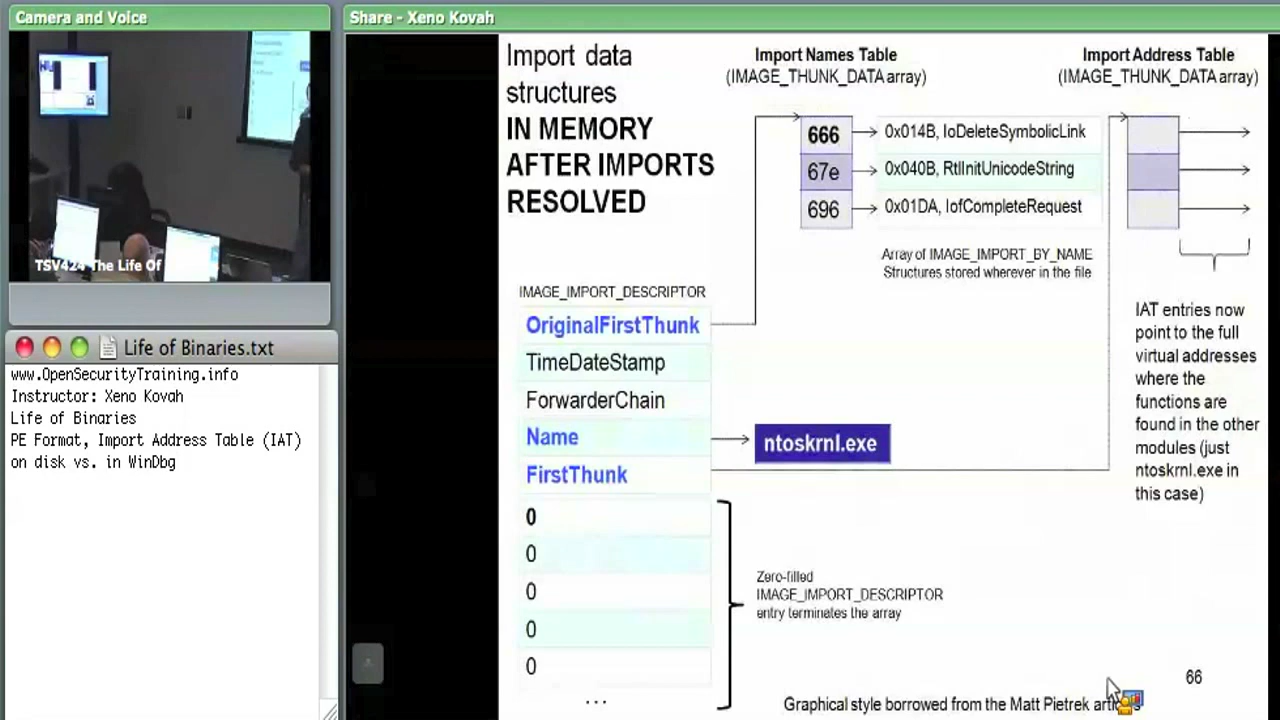 Camera and Voice
TSV424 The Life Of
Life of Binaries.txt
www.OpenSecurityTraining.info
Instructor: Xeno Kovah
Life of Binaries
PE Format, Import Address Table (IAT)
on disk vs. in WinDbg
Share - Xeno Kovah
Import data
structures
IN MEMORY
AFTER IMPORTS
RESOLVED
Import Names Table
(IMAGE_THUNK_DATA array)
666
0x014B, IoDeleteSymbolicLink
67e
0x040B, RtlInitUnicodeString
696
0x01DA, IofCompleteRequest
Array of IMAGE_IMPORT_BY_NAME
Structures stored wherever in the file
Import Address Table
(IMAGE_THUNK_DATA array)
IAT entries now
point to the full
virtual addresses
where the
functions are
found in the other
modules (just
ntoskrnl.exe in
this case)
IMAGE_IMPORT_DESCRIPTOR
OriginalFirstThunk
TimeDateStamp
ForwarderChain
Name
ntoskrnl.exe
FirstThunk
0
0
0
0
0
...
Zero-filled
IMAGE_IMPORT_DESCRIPTOR
entry terminates the array
66
Graphical style borrowed from the Matt Pietrek